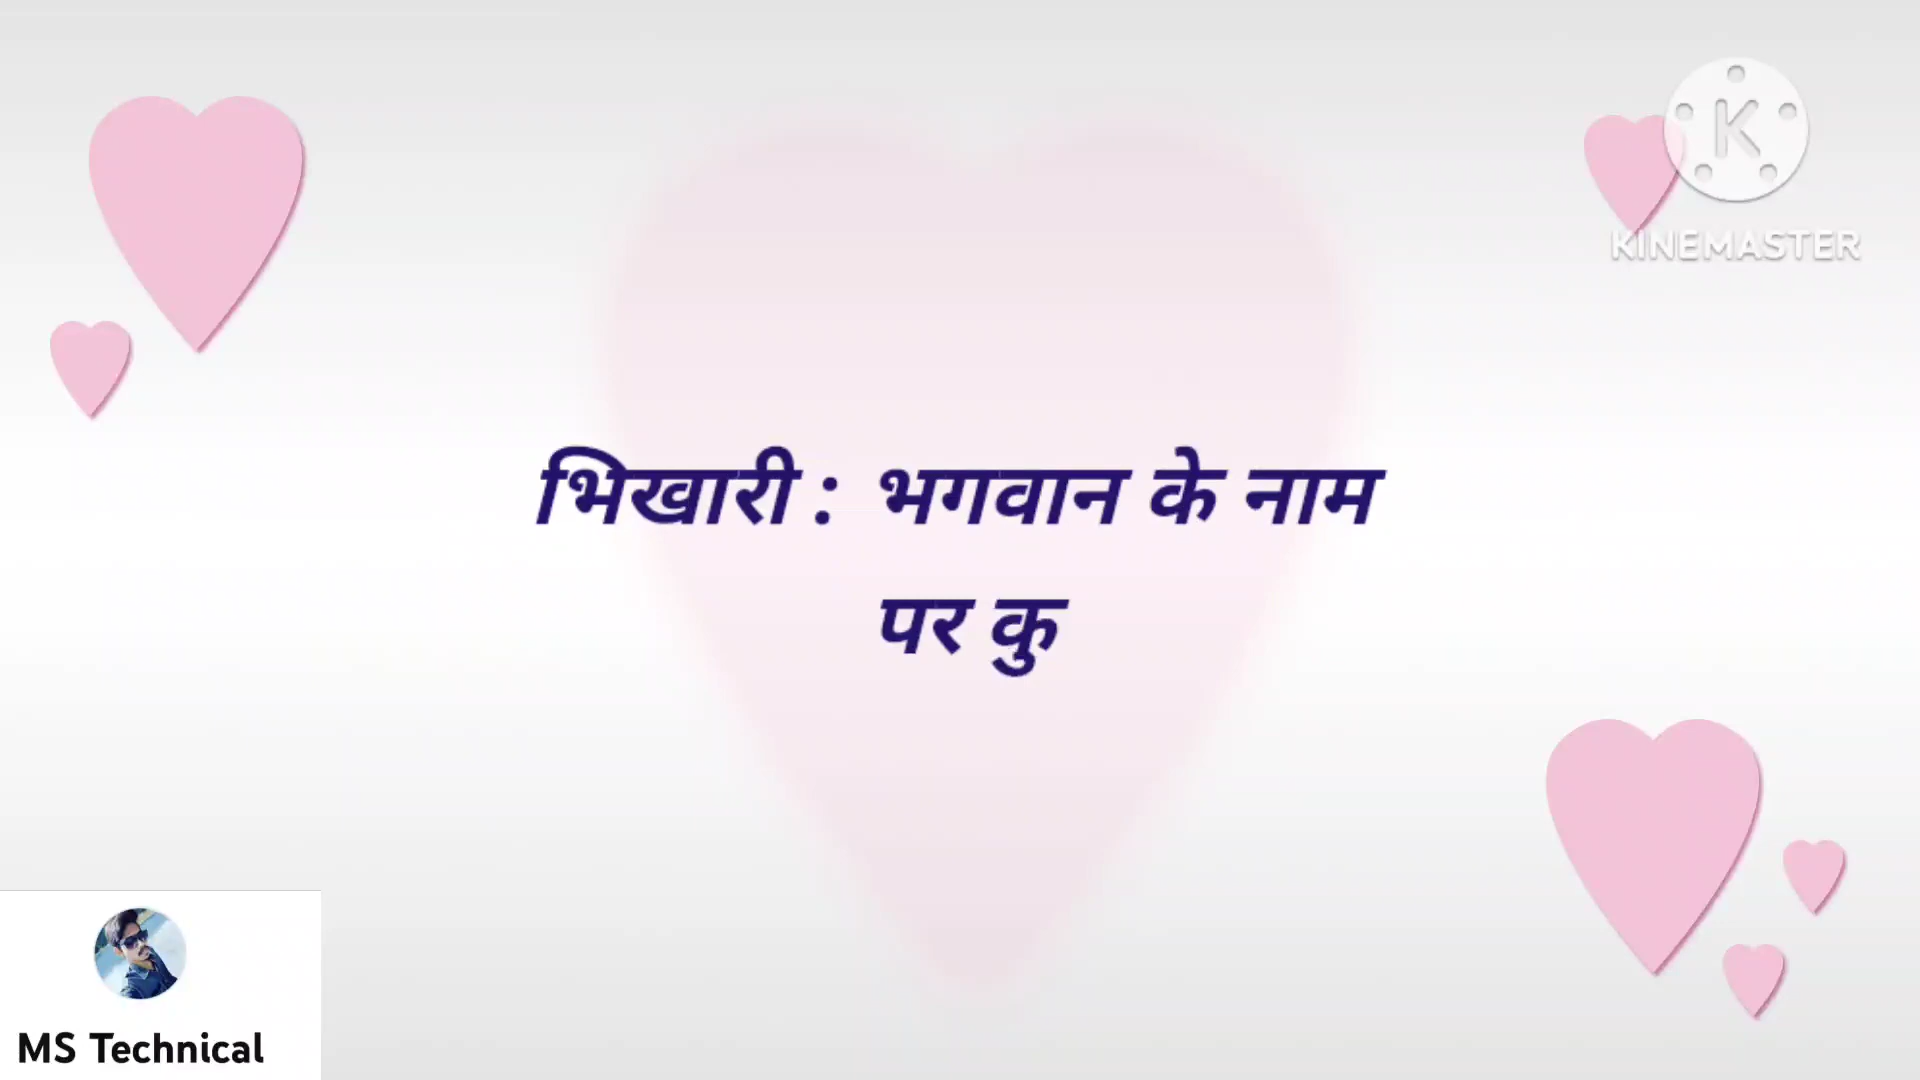 K
KINEMASTER
भिखारी : भगवान के नाम
पर कु
MS Technical